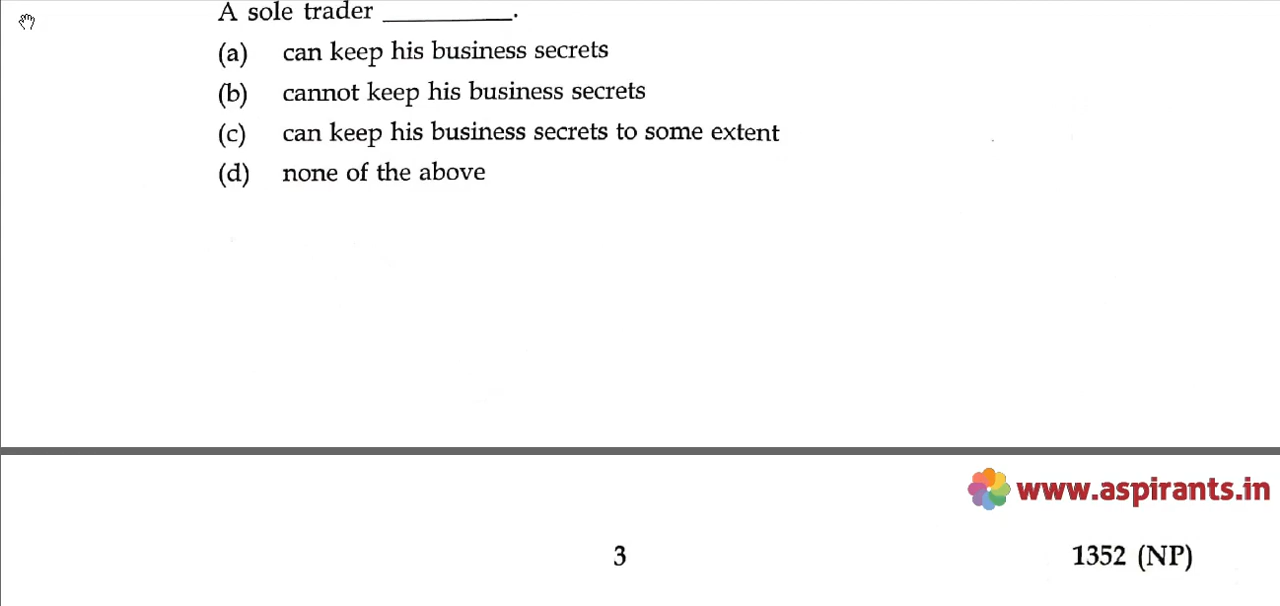 A sole trader __________.
(a) can keep his business secrets
(b) cannot keep his business secrets
(c) can keep his business secrets to some extent
(d) none of the above
www.aspirants.in
3 1352 (NP)